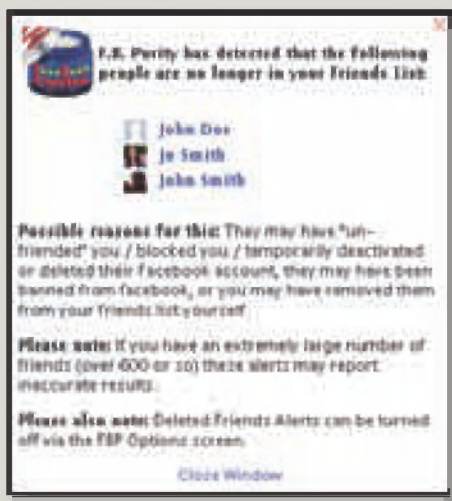 F.B. Purity has detected that the following
people are no longer in your Friends List:
John Doe
Jo Smith
John Smith
Possible reasons for this: They may have "un-
friended" you / blocked you / temporarily deactivated
or deleted their Facebook account, they may have been
banned from facebook, or you may have removed them
from your friends list yourself
Please note: If you have an extremely large number of
friends (over 600 or so) these alerts may report
inaccurate results.
Please also note: Deleted Friends Alerts can be turned
off via the FBP Options screen.
Close Window